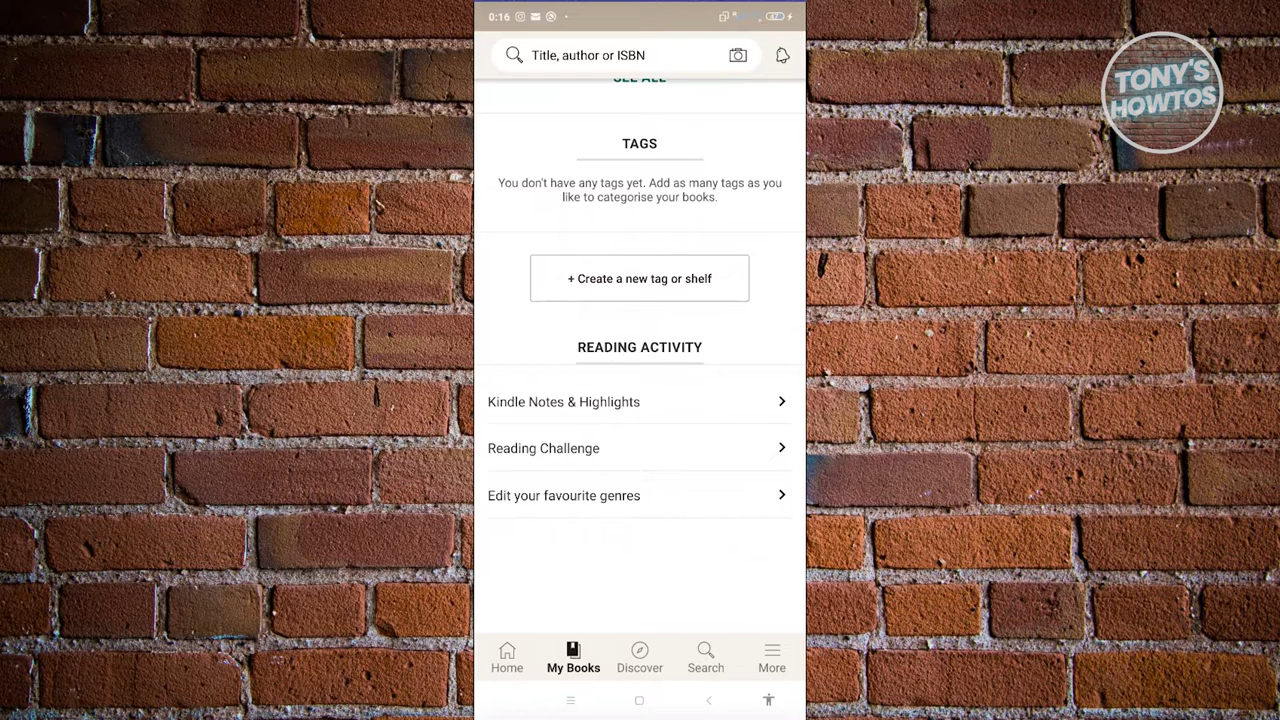 0:16
67
Title, author or ISBN
SEE ALL
TAGS
You don't have any tags yet. Add as many tags as you
like to categorise your books.
+ Create a new tag or shelf
READING ACTIVITY
Kindle Notes & Highlights
Reading Challenge
Edit your favourite genres
Home
My Books
Discover
Search
More
TONY'S
HOWTOS